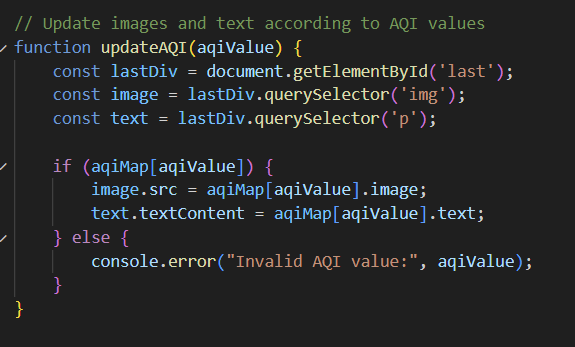 // Update images and text according to AQI values
function updateAQI(aqiValue) {
    const lastDiv = document.getElementById('last');
    const image = lastDiv.querySelector('img');
    const text = lastDiv.querySelector('p');

    if (aqiMap[aqiValue]) {
        image.src = aqiMap[aqiValue].image;
        text.textContent = aqiMap[aqiValue].text;
    } else {
        console.error("Invalid AQI value:", aqiValue);
    }
}